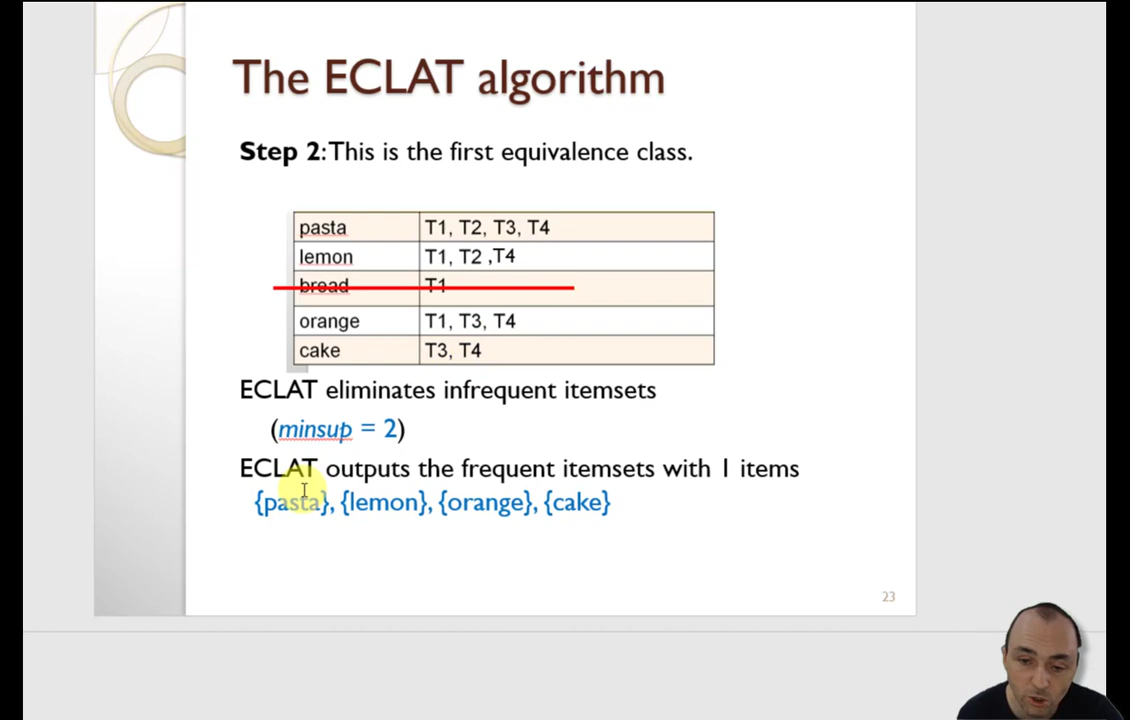 The ECLAT algorithm
Step 2:This is the first equivalence class.
pasta T1, T2, T3, T4
lemon T1, T2 ,T4
bread T1
orange T1, T3, T4
cake T3, T4
ECLAT eliminates infrequent itemsets
(minsup = 2)
ECLAT outputs the frequent itemsets with 1 items
{pasta}, {lemon}, {orange}, {cake}
23